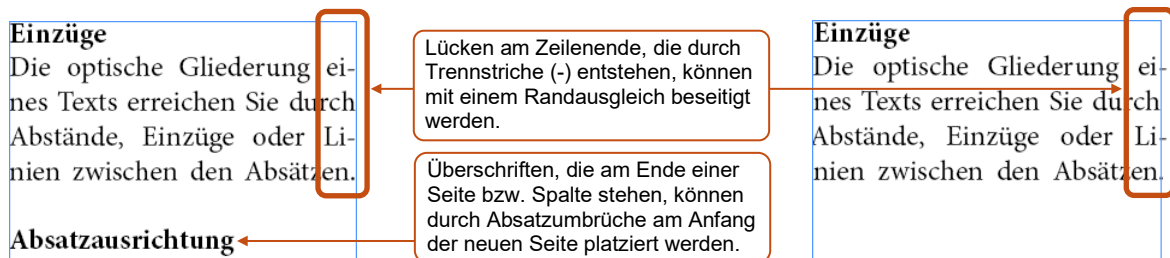 Einzüge
Die optische Gliederung ei-
nes Texts erreichen Sie durch
Abstände, Einzüge oder Li-
nien zwischen den Absätzen.
Absatzausrichtung
Lücken am Zeilenende, die durch
Trennstriche (-) entstehen, können
mit einem Randausgleich beseitigt
werden.
Überschriften, die am Ende einer
Seite bzw. Spalte stehen, können
durch Absatzumbrüche am Anfang
der neuen Seite platziert werden.
Einzüge
Die optische Gliederung ei-
nes Texts erreichen Sie durch
Abstände, Einzüge oder Li-
nien zwischen den Absätzen.